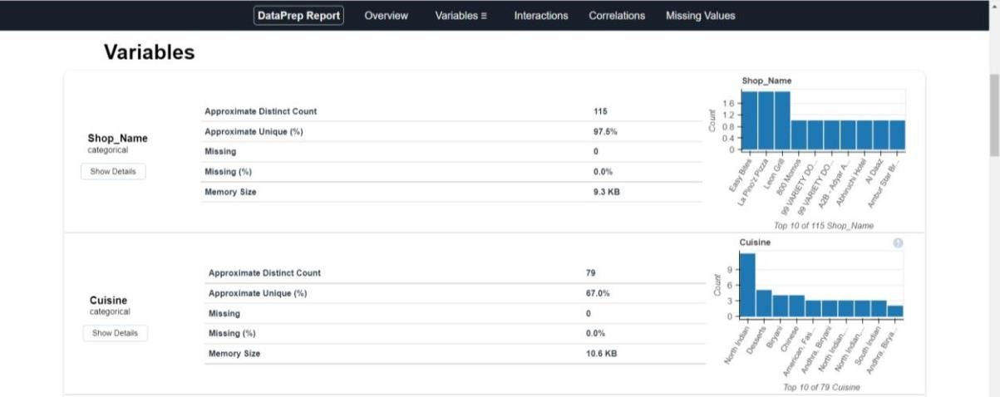 DataPrep Report Overview Variables ≡ Interactions Correlations Missing Values
Variables
Shop_Name
categorical
Show Details
Approximate Distinct Count 115
Approximate Unique (%) 97.5%
Missing 0
Missing (%) 0.0%
Memory Size 9.3 KB
Shop_Name
Count
1.6
1.2
0.8
0.4
0
Easy Bites
La Pino'z Pizza
Leon Grill
800 Momos
99 VARIETY DO...
99 VARIETY DO...
A2B - Adyar A...
Abhiruchi Hotel
Al Daaz
Ambur Star Br...
Top 10 of 115 Shop_Name
Cuisine
categorical
Show Details
Approximate Distinct Count 79
Approximate Unique (%) 67.0%
Missing 0
Missing (%) 0.0%
Memory Size 10.6 KB
Cuisine
Count
9
6
3
0
North Indian
Desserts
Biryani
Chinese
American, Fas...
Andhra, Biryani
North Indian,...
North Indian,...
South Indian
Andhra, Birya...
Top 10 of 79 Cuisine